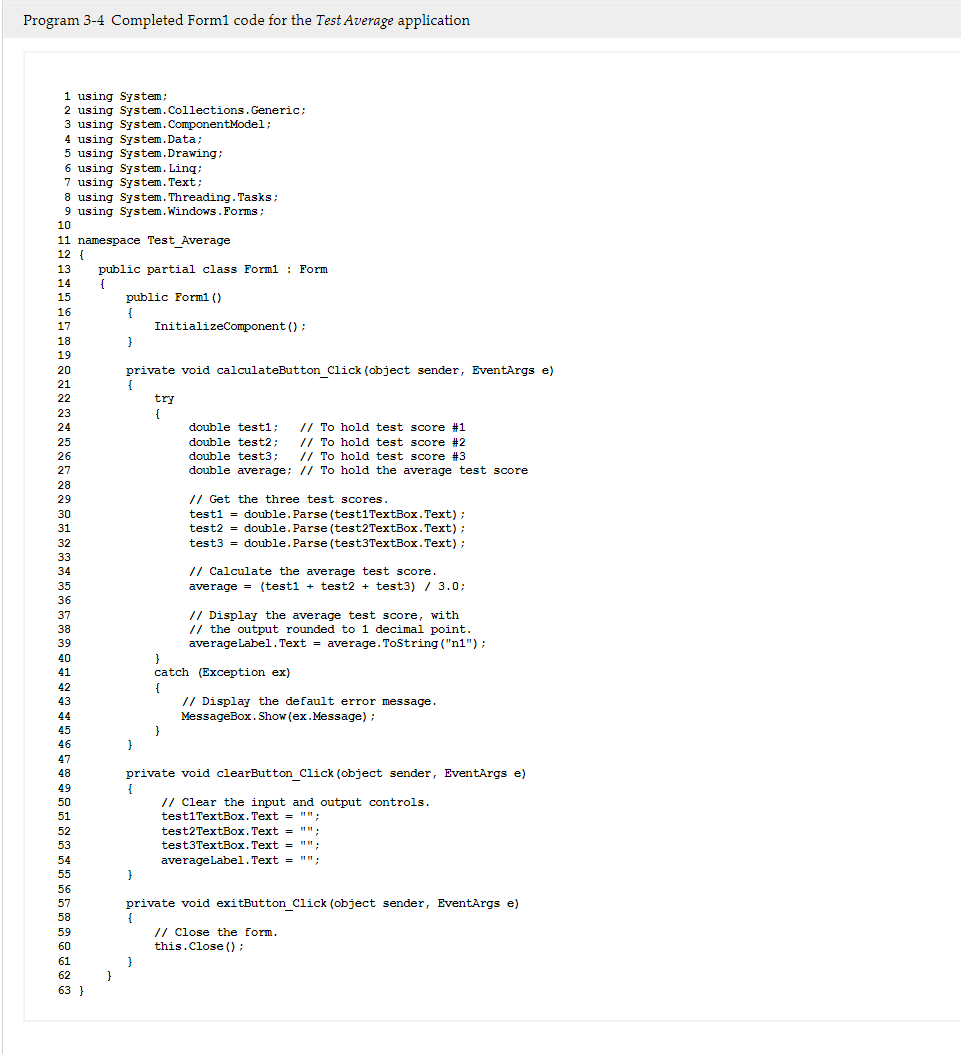 Program 3-4 Completed Form1 code for the Test Average application
1 using System;
2 using System.Collections.Generic;
3 using System.ComponentModel;
4 using System.Data;
5 using System.Drawing;
6 using System.Linq;
7 using System.Text;
8 using System.Threading.Tasks;
9 using System.Windows.Forms;
10
11 namespace Test_Average
12 {
13 public partial class Form1 : Form
14 {
15 public Form1()
16 {
17 InitializeComponent();
18 }
19
20 private void calculateButton_Click(object sender, EventArgs e)
21 {
22 try
23 {
24 double test1; // To hold test score #1
25 double test2; // To hold test score #2
26 double test3; // To hold test score #3
27 double average; // To hold the average test score
28
29 // Get the three test scores.
30 test1 = double.Parse(test1TextBox.Text);
31 test2 = double.Parse(test2TextBox.Text);
32 test3 = double.Parse(test3TextBox.Text);
33
34 // Calculate the average test score.
35 average = (test1 + test2 + test3) / 3.0;
36
37 // Display the average test score, with
38 // the output rounded to 1 decimal point.
39 averageLabel.Text = average.ToString("n1");
40 }
41 catch (Exception ex)
42 {
43 // Display the default error message.
44 MessageBox.Show(ex.Message);
45 }
46 }
47
48 private void clearButton_Click(object sender, EventArgs e)
49 {
50 // Clear the input and output controls.
51 test1TextBox.Text = "";
52 test2TextBox.Text = "";
53 test3TextBox.Text = "";
54 averageLabel.Text = "";
55 }
56
57 private void exitButton_Click(object sender, EventArgs e)
58 {
59 // Close the form.
60 this.Close();
61 }
62 }
63 }